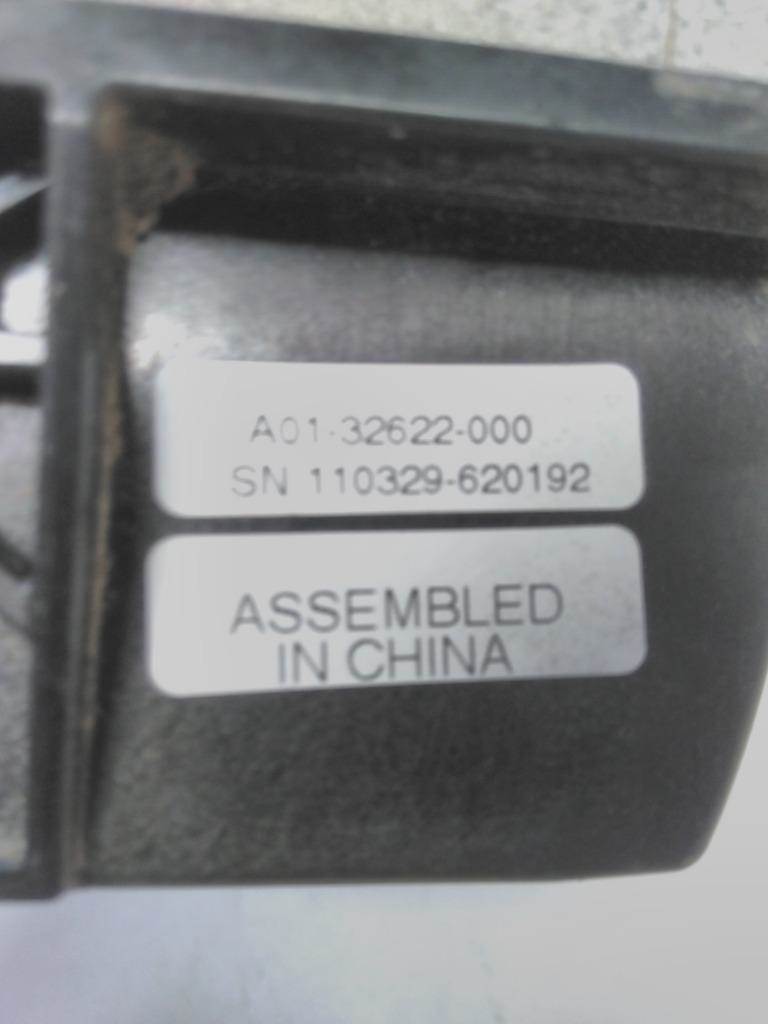 A01-32622-000
SN 110329-620192
ASSEMBLED
IN CHINA